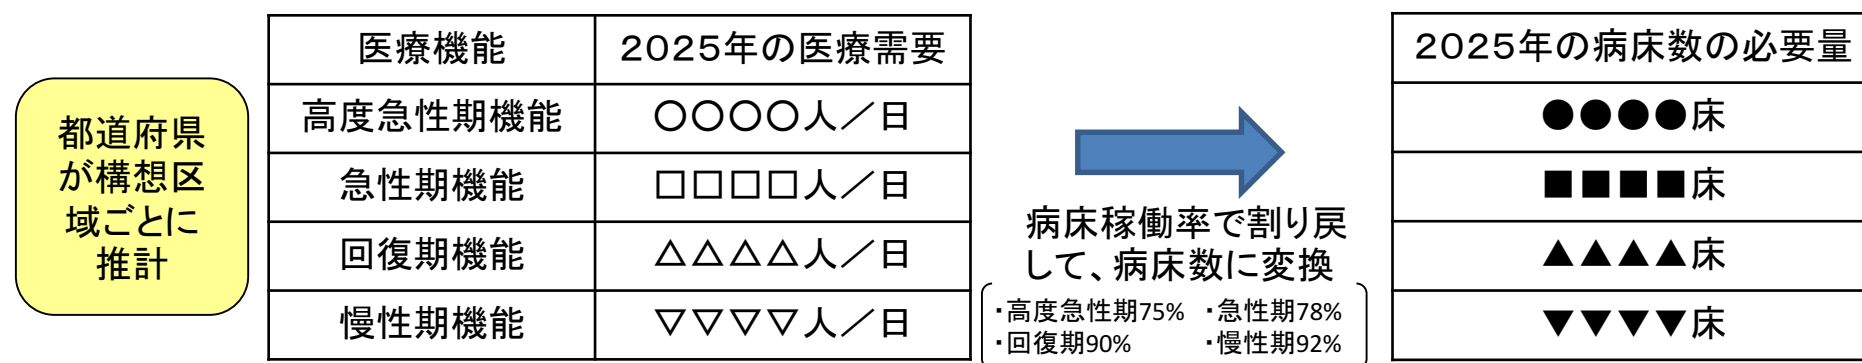 都道府県
が構想区
域ごとに
推計
医療機能 2025年の医療需要
高度急性期機能 ○○○○人/日
急性期機能 □□□□人/日
回復期機能 △△△△人/日
慢性期機能 ▽▽▽▽人/日
病床稼働率で割り戻
して、病床数に変換
・高度急性期75% ・急性期78%
・回復期90% ・慢性期92%
2025年の病床数の必要量
●●●●床
■■■■床
▲▲▲▲床
▼▼▼▼床